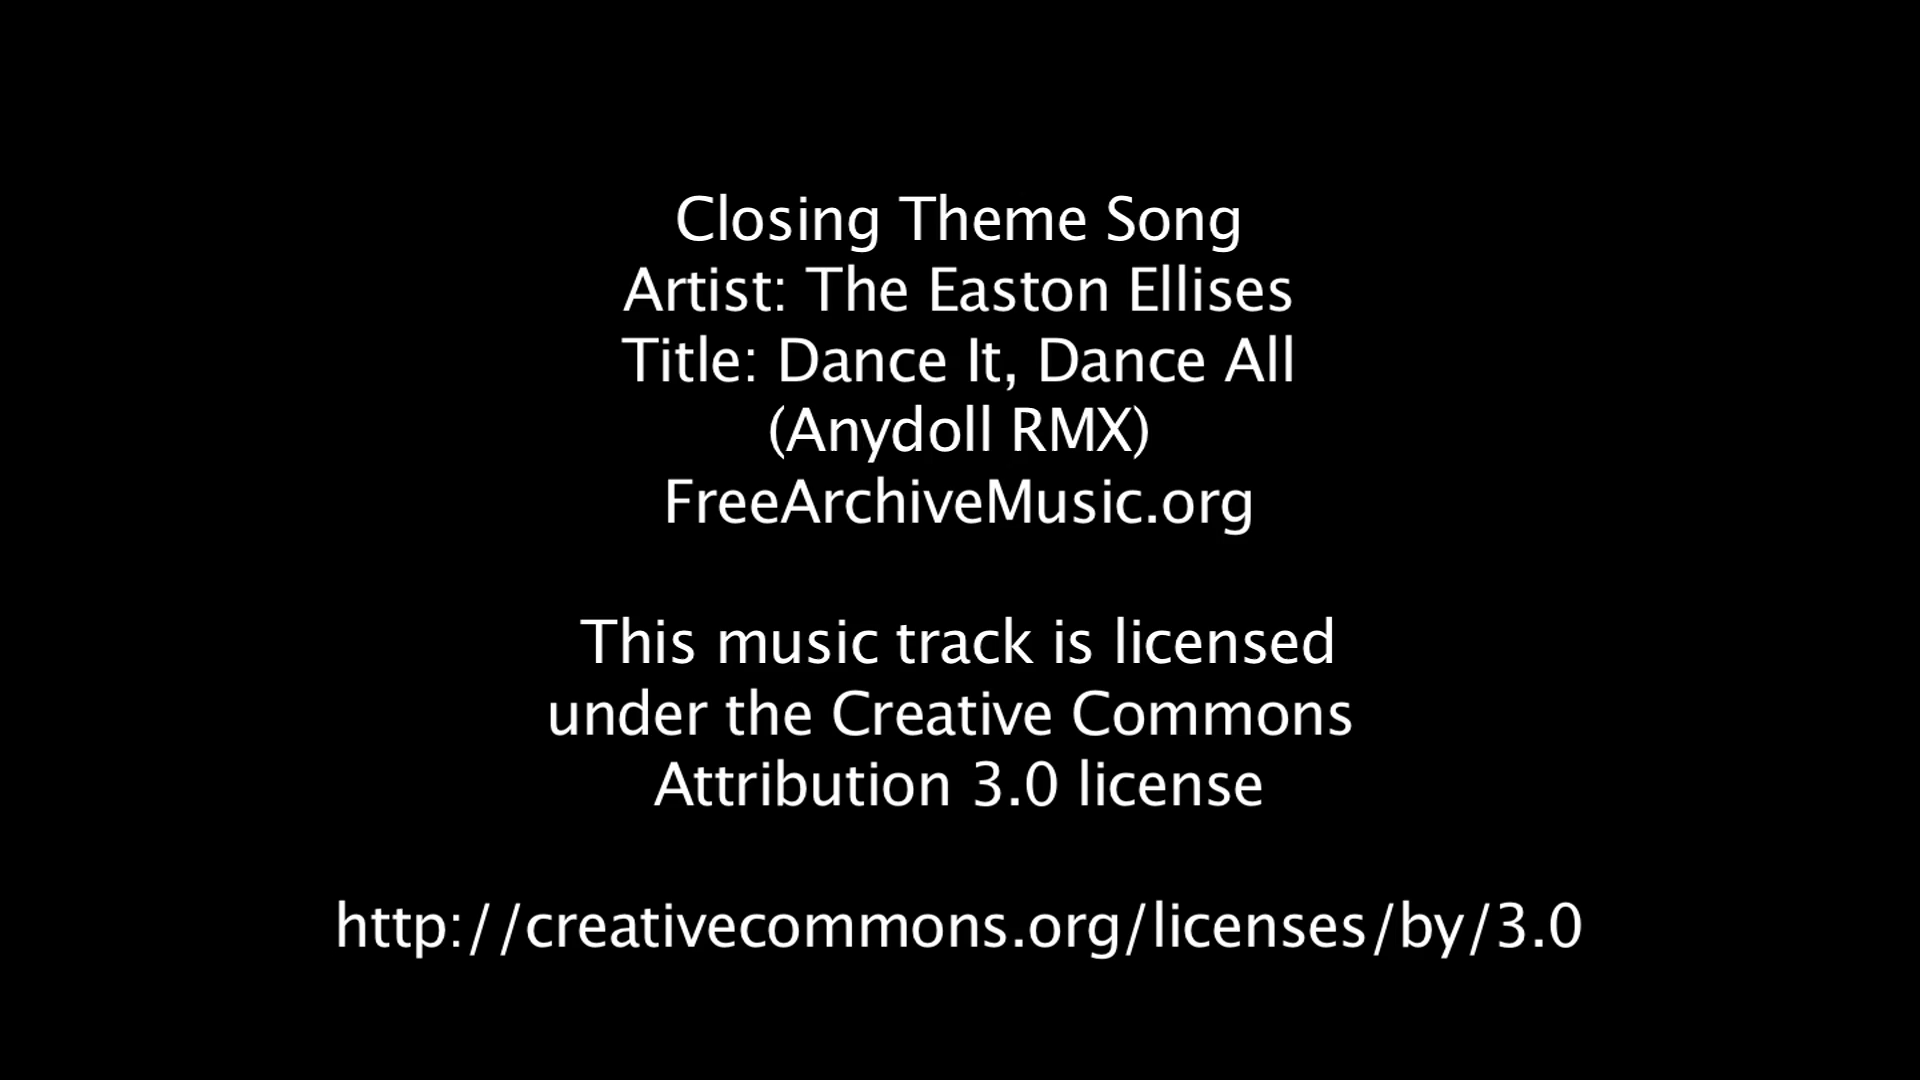 Closing Theme Song
Artist: The Easton Ellises
Title: Dance It, Dance All
(Anydoll RMX)
FreeArchiveMusic.org
This music track is licensed
under the Creative Commons
Attribution 3.0 license
http://creativecommons.org/licenses/by/3.0